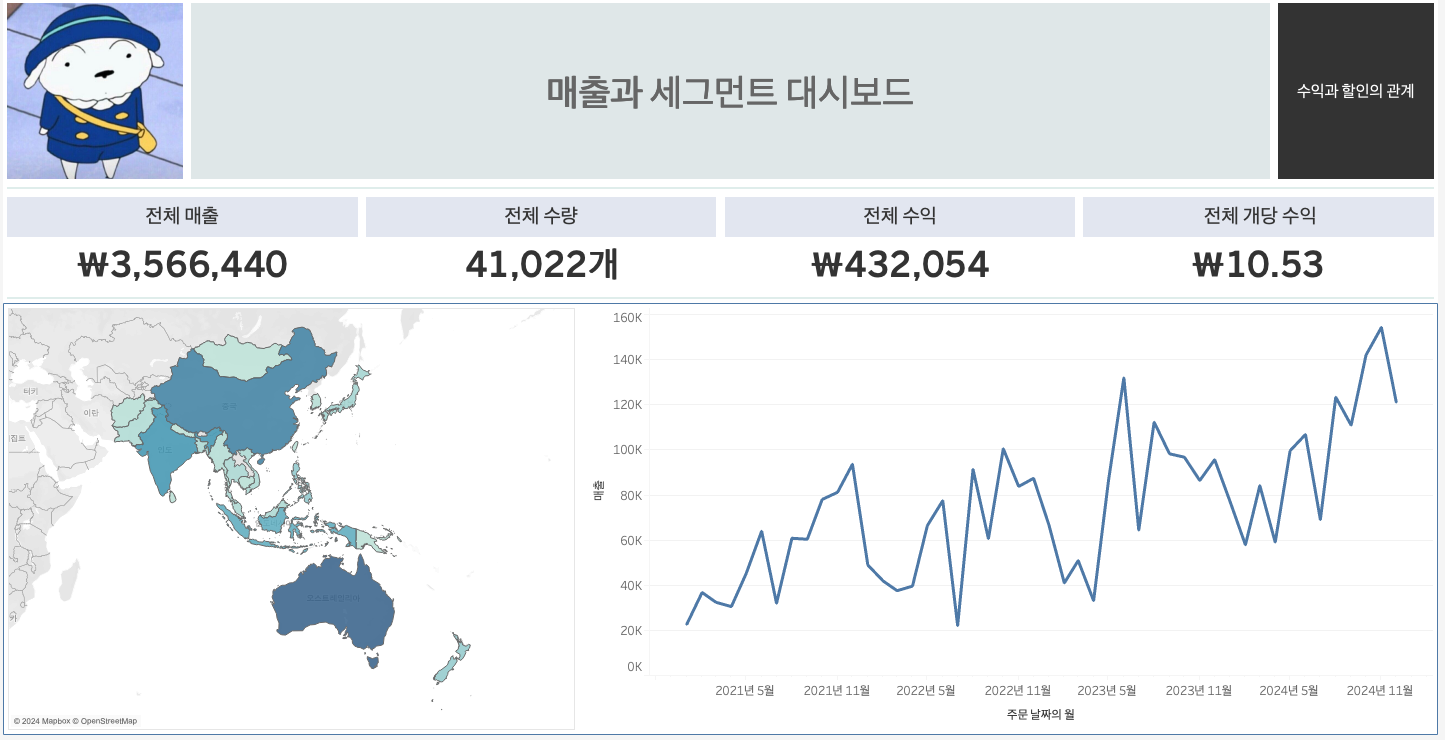 매출과 세그먼트 대시보드
수익과 할인의 관계
전체 매출
전체 수량
전체 수익
전체 개당 수익
₩3,566,440
41,022개
₩432,054
₩10.53
터키
이란
집트
중국
인도
오스트레일리아
카
© 2024 Mapbox © OpenStreetMap
160K
140K
120K
100K
80K
60K
40K
20K
0K
매출
2021년 5월
2021년 11월
2022년 5월
2022년 11월
2023년 5월
2023년 11월
2024년 5월
2024년 11월
주문 날짜의 월